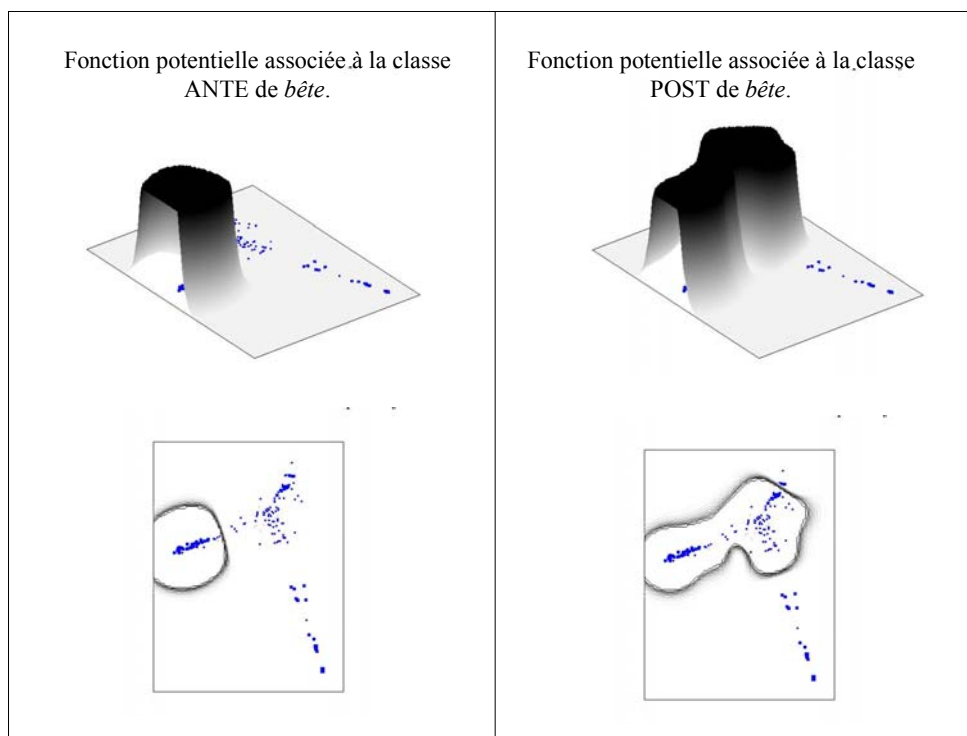 Fonction potentielle associée à la classe
ANTE de bête.
Fonction potentielle associée à la classe
POST de bête.